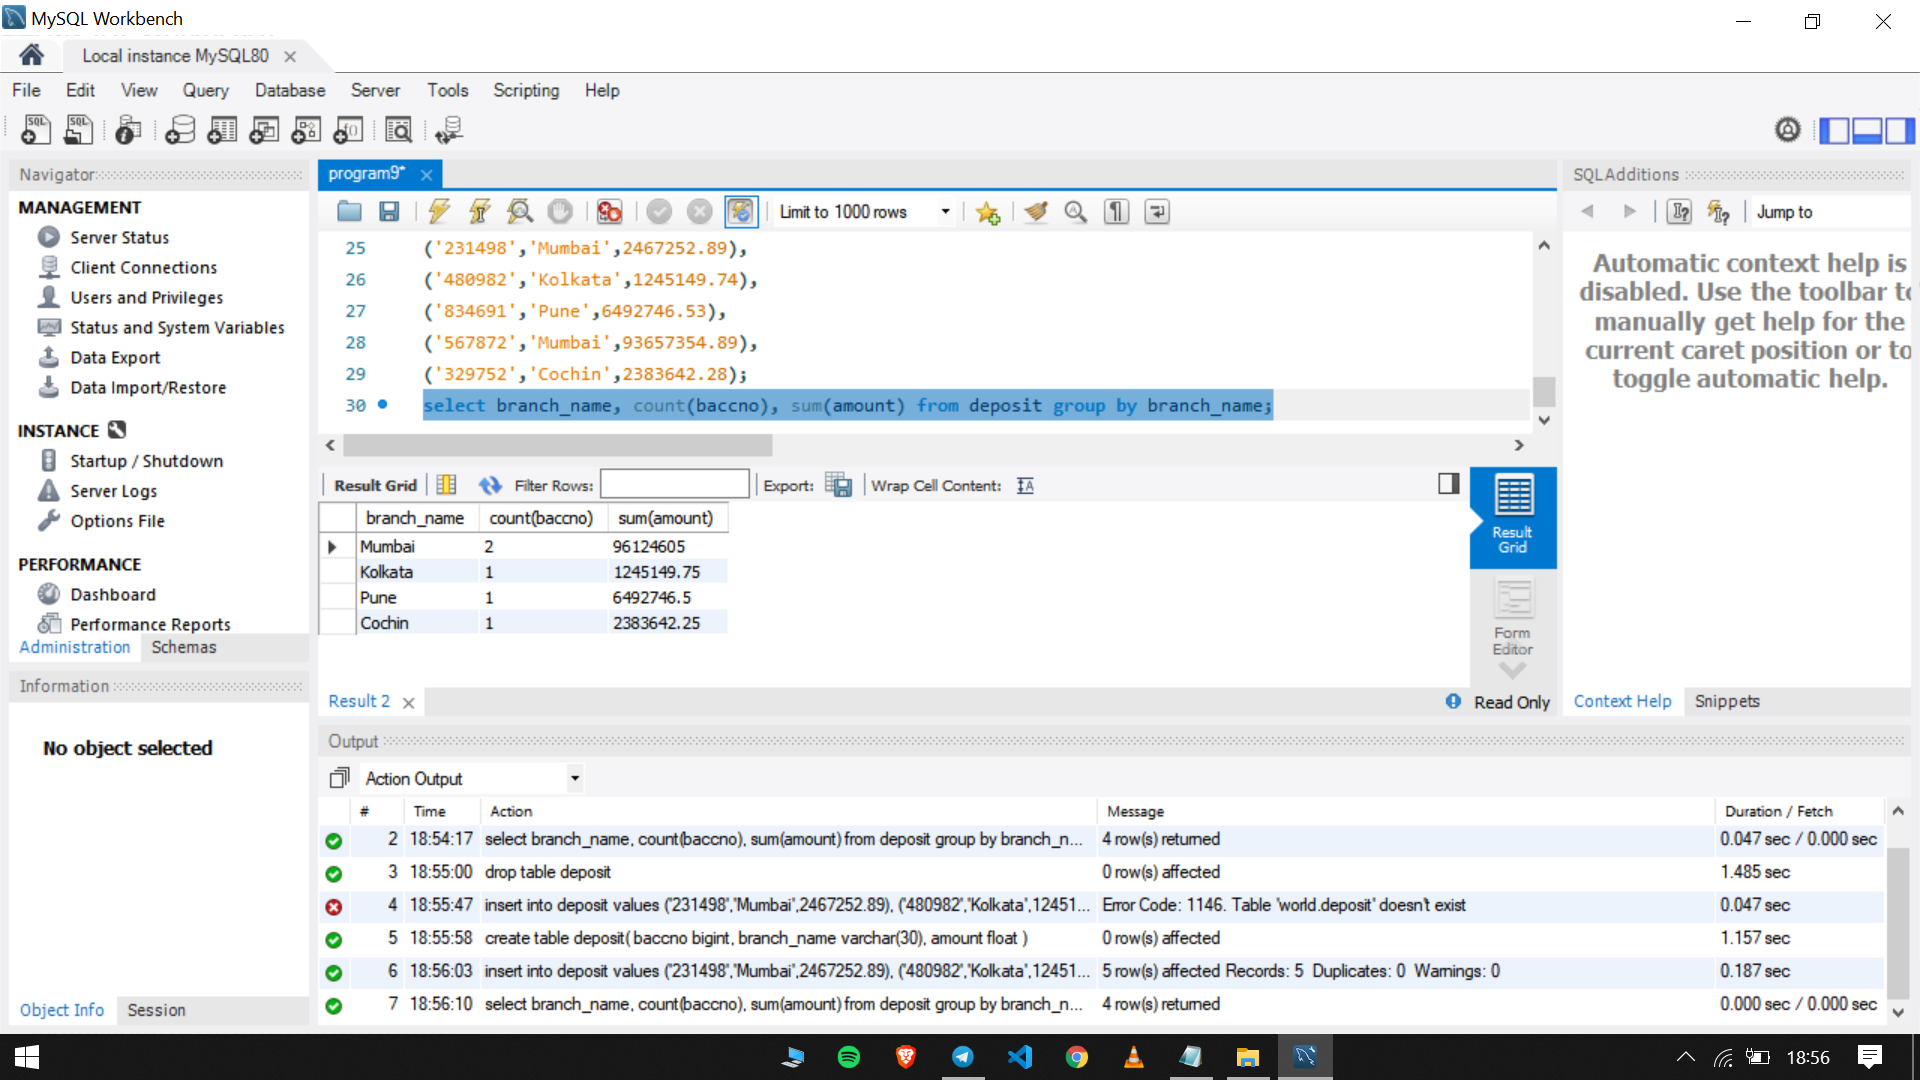 MySQL Workbench
Local instance MySQL80
File Edit View Query Database Server Tools Scripting Help
Navigator
MANAGEMENT
Server Status
Client Connections
Users and Privileges
Status and System Variables
Data Export
Data Import/Restore
INSTANCE
Startup / Shutdown
Server Logs
Options File
PERFORMANCE
Dashboard
Performance Reports
Administration Schemas
Information
No object selected
Object Info Session
program9*
Limit to 1000 rows
25 ('231498','Mumbai',2467252.89),
26 ('480982','Kolkata',1245149.74),
27 ('834691','Pune',6492746.53),
28 ('567872','Mumbai',93657354.89),
29 ('329752','Cochin',2383642.28);
30 select branch_name, count(baccno), sum(amount) from deposit group by branch_name;
Result Grid Filter Rows: Export: Wrap Cell Content:
branch_name count(baccno) sum(amount)
Mumbai 2 96124605
Kolkata 1 1245149.75
Pune 1 6492746.5
Cochin 1 2383642.25
Result
Grid
Form
Editor
Result 2
Read Only
SQLAdditions
Jump to
Automatic context help is
disabled. Use the toolbar to
manually get help for the
current caret position or to
toggle automatic help.
Context Help Snippets
Output
Action Output
# Time Action Message Duration / Fetch
2 18:54:17 select branch_name, count(baccno), sum(amount) from deposit group by branch_n... 4 row(s) returned 0.047 sec / 0.000 sec
3 18:55:00 drop table deposit 0 row(s) affected 1.485 sec
4 18:55:47 insert into deposit values ('231498','Mumbai',2467252.89), ('480982','Kolkata',12451... Error Code: 1146. Table 'world.deposit' doesn't exist 0.047 sec
5 18:55:58 create table deposit( baccno bigint, branch_name varchar(30), amount float ) 0 row(s) affected 1.157 sec
6 18:56:03 insert into deposit values ('231498','Mumbai',2467252.89), ('480982','Kolkata',12451... 5 row(s) affected Records: 5 Duplicates: 0 Warnings: 0 0.187 sec
7 18:56:10 select branch_name, count(baccno), sum(amount) from deposit group by branch_n... 4 row(s) returned 0.000 sec / 0.000 sec
18:56